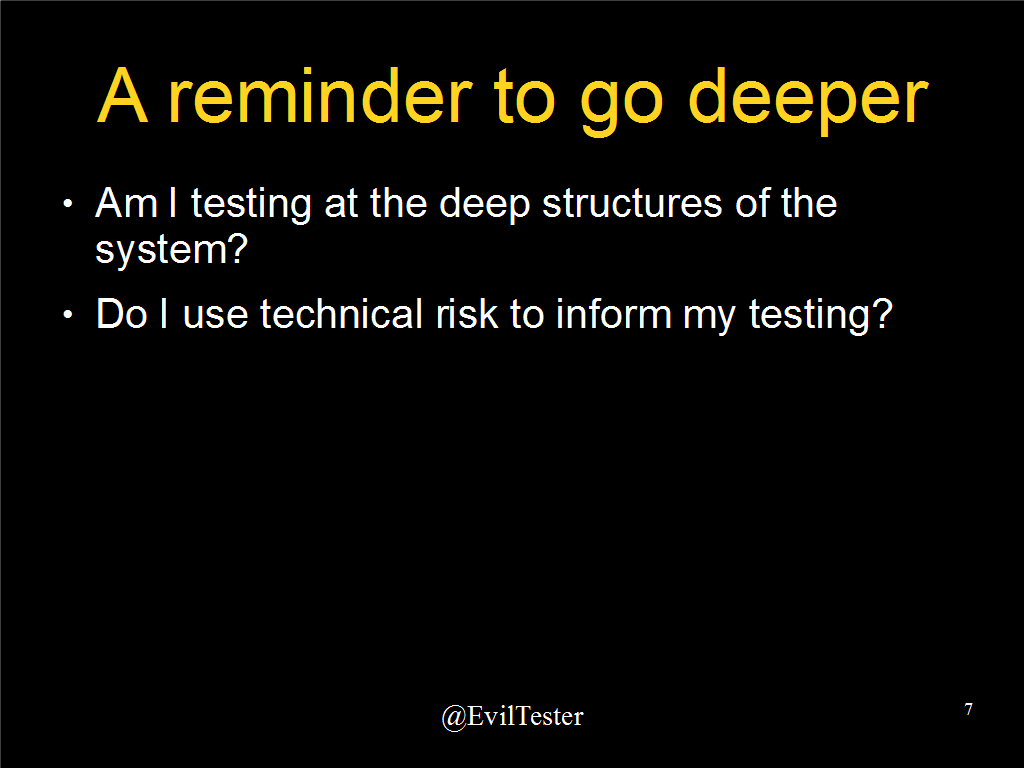 A reminder to go deeper
• Am I testing at the deep structures of the
system?
• Do I use technical risk to inform my testing?
@EvilTester
7